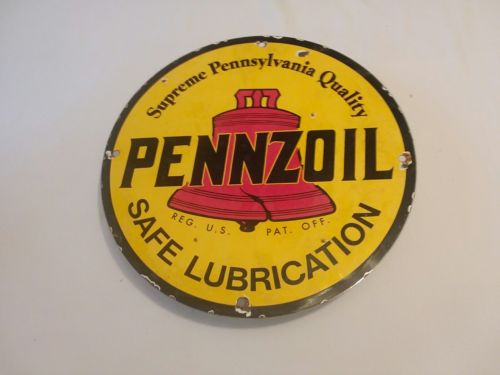 Supreme Pennsylvania Quality
PENNZOIL
REG. U.S. PAT. OFF.
SAFE LUBRICATION